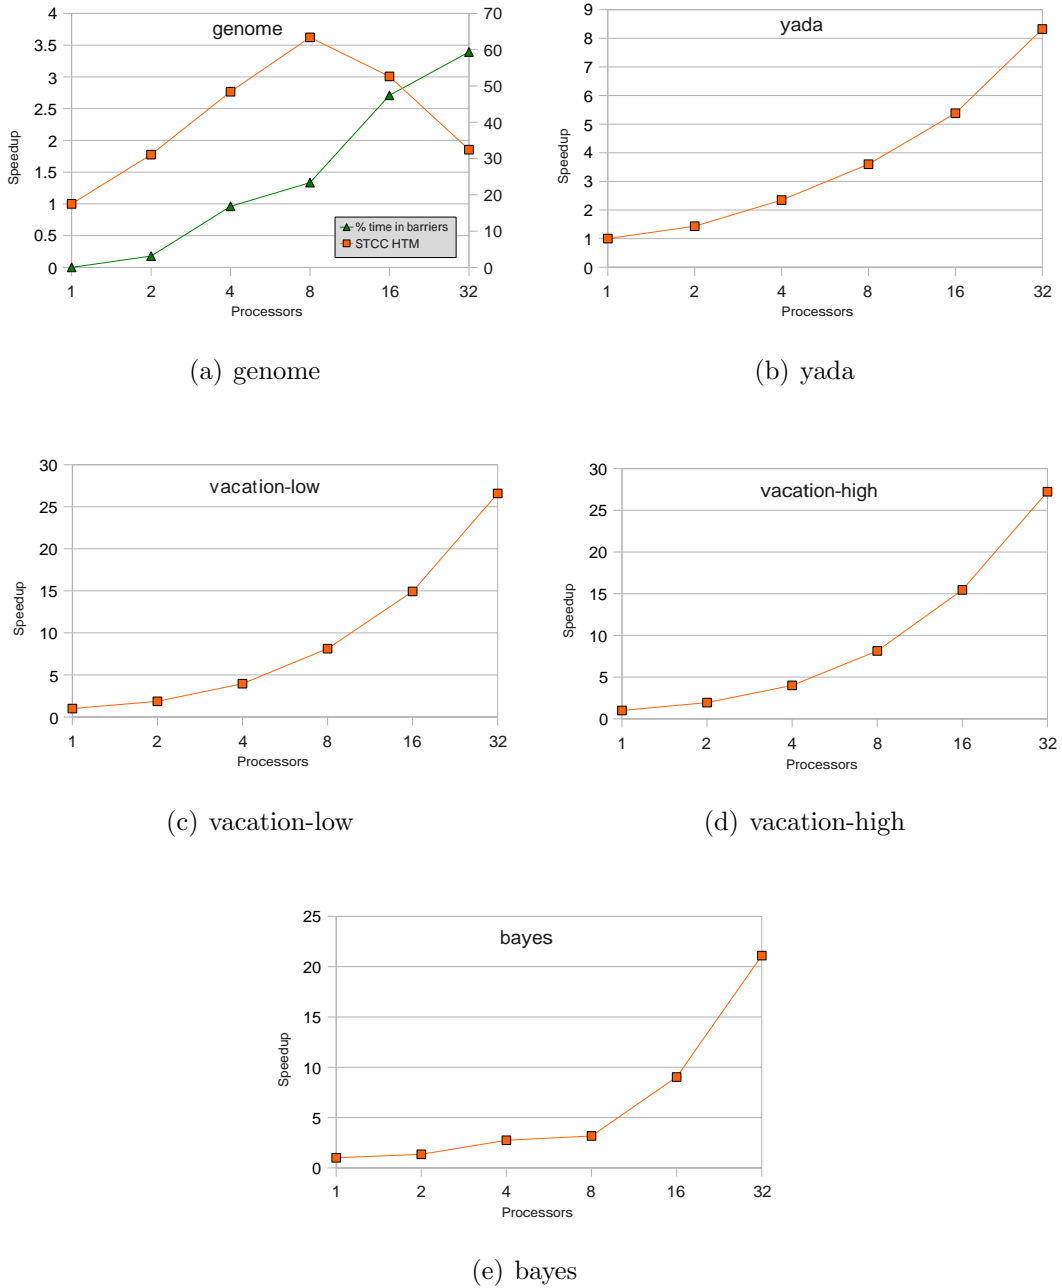 genome
Speedup
4
3.5
3
2.5
2
1.5
1
0.5
0
70
60
50
40
30
20
10
0
% time in barriers
STCC HTM
1 2 4 8 16 32
Processors
(a) genome
yada
Speedup
9
8
7
6
5
4
3
2
1
0
1 2 4 8 16 32
Processors
(b) yada
vacation-low
Speedup
30
25
20
15
10
5
0
1 2 4 8 16 32
Processors
(c) vacation-low
vacation-high
Speedup
30
25
20
15
10
5
0
1 2 4 8 16 32
Processors
(d) vacation-high
bayes
Speedup
25
20
15
10
5
0
1 2 4 8 16 32
Processors
(e) bayes